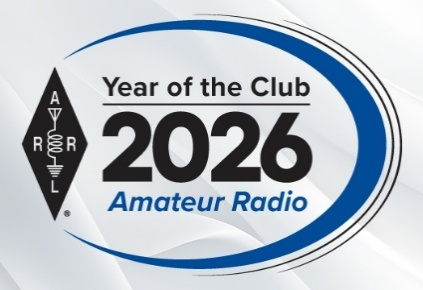 Year of the Club
2026
Amateur Radio
A
R R
L
®